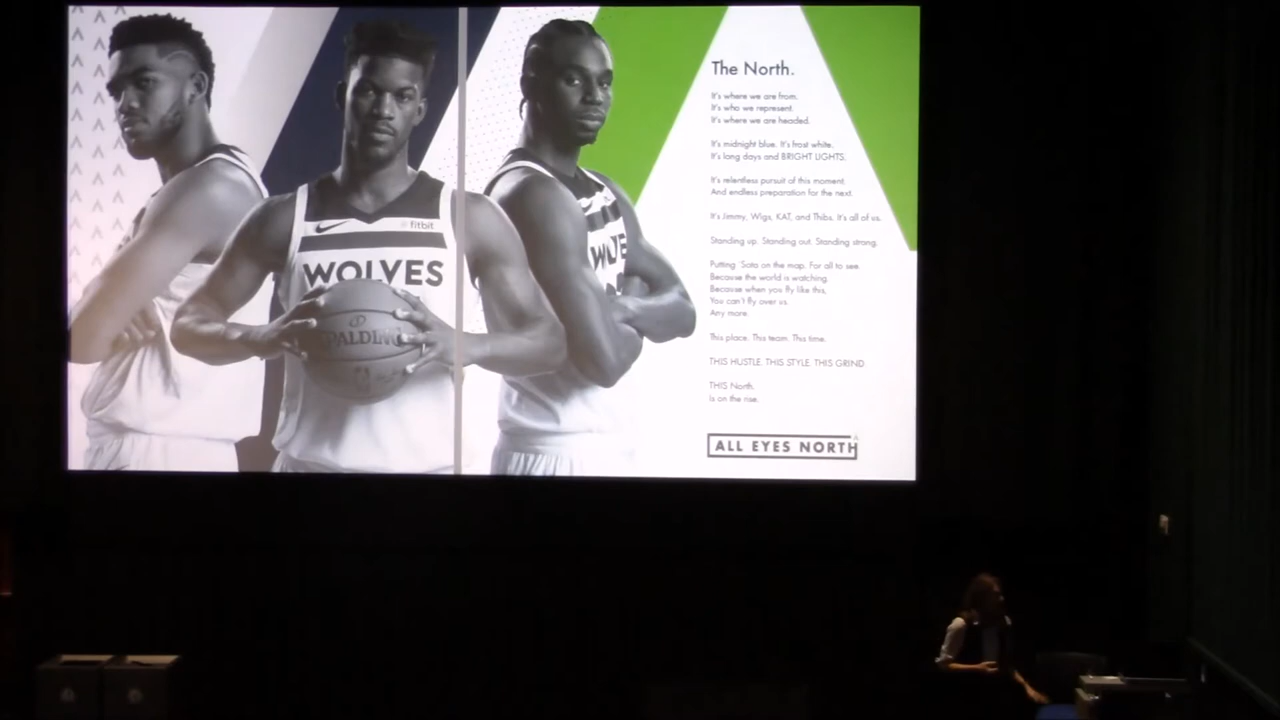 The North.
It's where we are from.
It's who we represent.
It's where we are headed.
It's midnight blue. It's frost white.
It's long days and BRIGHT LIGHTS.
It's relentless pursuit of this moment.
And endless preparation for the next.
It's Jimmy, Wigs, KAT, and Thibs. It's all of us.
Standing up. Standing out. Standing strong.
Putting 'Sota on the map. For all to see.
Because the world is watching.
Because when you fly like this,
You can't fly over us.
Any more.
This place. This team. This time.
THIS HUSTLE. THIS STYLE. THIS GRIND
THIS North.
Is on the rise.
ALL EYES NORTH
fitbit
WOLVES
SPALDING